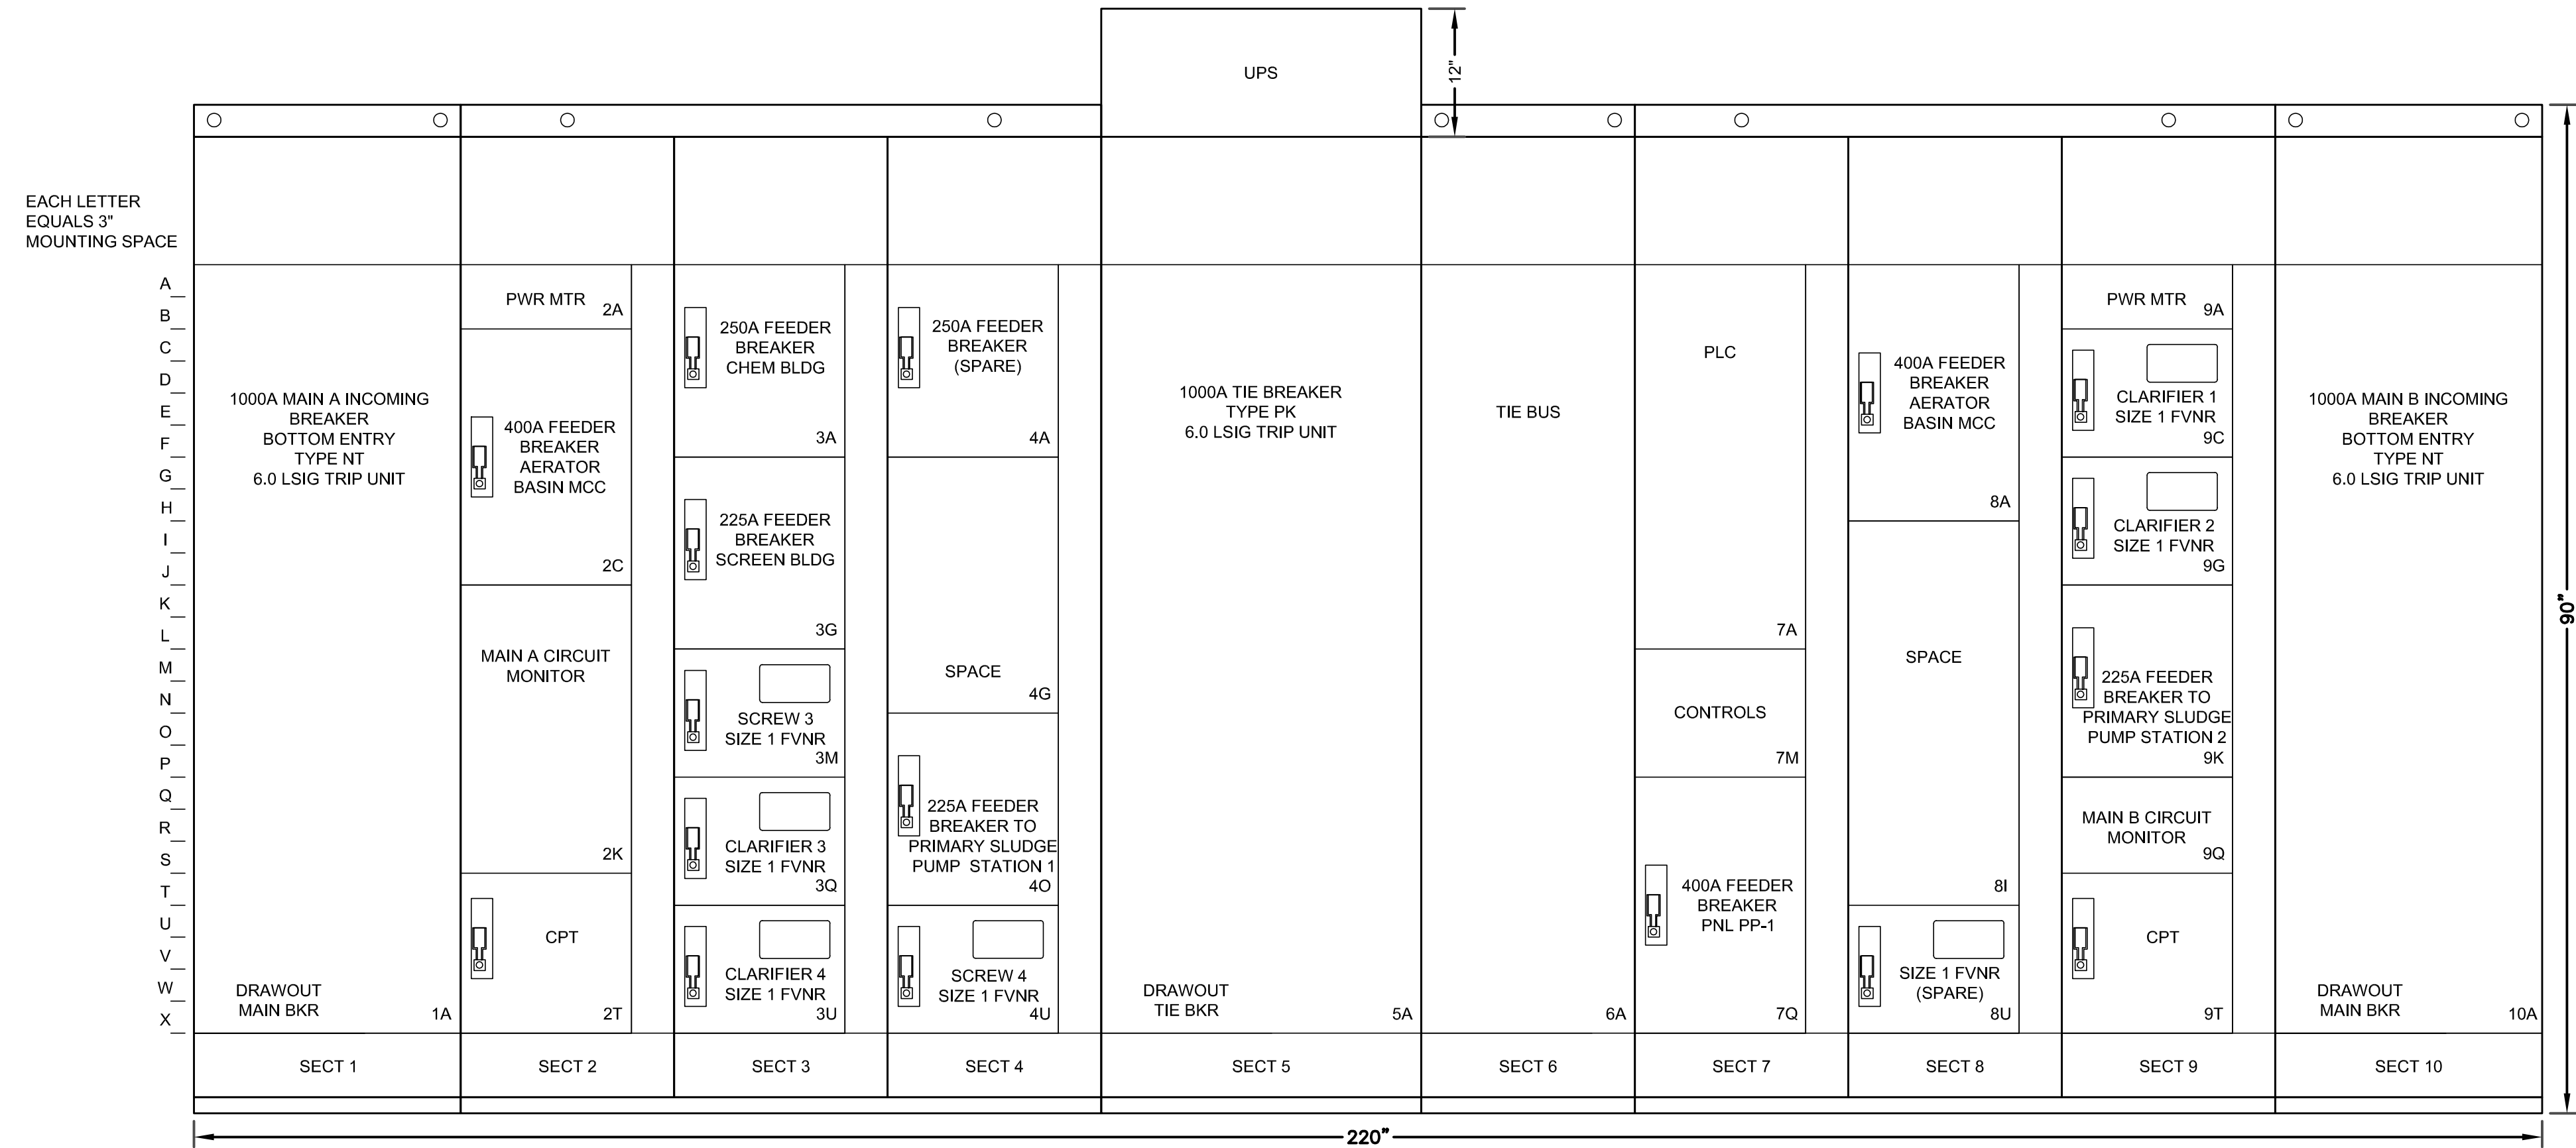 UPS
12"
EACH LETTER
EQUALS 3"
MOUNTING SPACE
A
B
C
D
E
F
G
H
I
J
K
L
M
N
O
P
Q
R
S
T
U
V
W
X
1000A MAIN A INCOMING
BREAKER
BOTTOM ENTRY
TYPE NT
6.0 LSIG TRIP UNIT
DRAWOUT
MAIN BKR
1A
SECT 1
PWR MTR
2A
400A FEEDER
BREAKER
AERATOR
BASIN MCC
2C
MAIN A CIRCUIT
MONITOR
2K
CPT
2T
SECT 2
250A FEEDER
BREAKER
CHEM BLDG
3A
225A FEEDER
BREAKER
SCREEN BLDG
3G
SCREW 3
SIZE 1 FVNR
3M
CLARIFIER 3
SIZE 1 FVNR
3Q
CLARIFIER 4
SIZE 1 FVNR
3U
SECT 3
250A FEEDER
BREAKER
(SPARE)
4A
SPACE
4G
225A FEEDER
BREAKER TO
PRIMARY SLUDGE
PUMP STATION 1
4O
SCREW 4
SIZE 1 FVNR
4U
SECT 4
1000A TIE BREAKER
TYPE PK
6.0 LSIG TRIP UNIT
DRAWOUT
TIE BKR
5A
SECT 5
TIE BUS
6A
SECT 6
PLC
7A
CONTROLS
7M
400A FEEDER
BREAKER
PNL PP-1
7Q
SECT 7
400A FEEDER
BREAKER
AERATOR
BASIN MCC
8A
SPACE
8I
SIZE 1 FVNR
(SPARE)
8U
SECT 8
PWR MTR
9A
CLARIFIER 1
SIZE 1 FVNR
9C
CLARIFIER 2
SIZE 1 FVNR
9G
225A FEEDER
BREAKER TO
PRIMARY SLUDGE
PUMP STATION 2
9K
MAIN B CIRCUIT
MONITOR
9Q
CPT
9T
SECT 9
1000A MAIN B INCOMING
BREAKER
BOTTOM ENTRY
TYPE NT
6.0 LSIG TRIP UNIT
DRAWOUT
MAIN BKR
10A
SECT 10
90"
220"